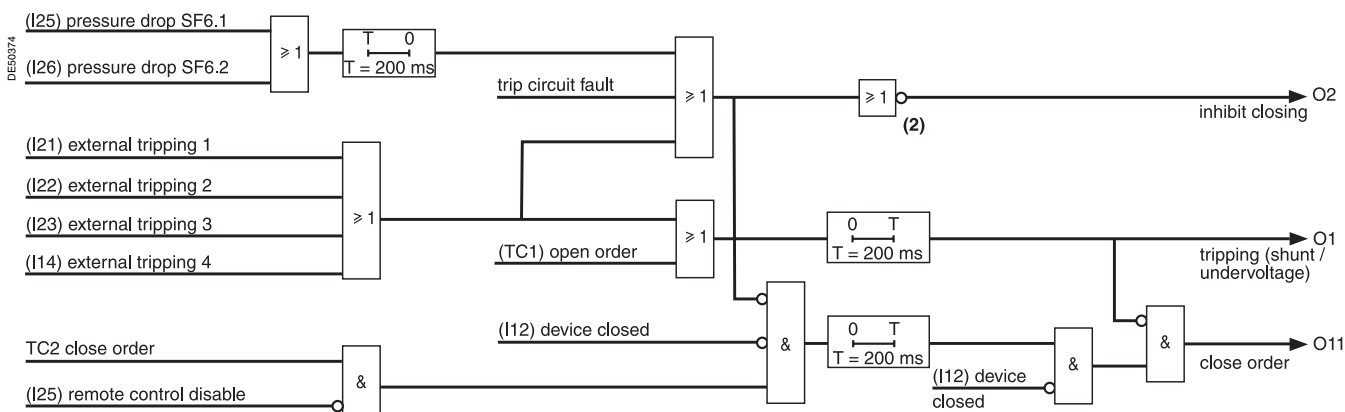 DE50374
(I25) pressure drop SF6.1
(I26) pressure drop SF6.2
⩾ 1
T 0
T = 200 ms
trip circuit fault
⩾ 1
⩾ 1
(2)
O2
inhibit closing
(I21) external tripping 1
(I22) external tripping 2
(I23) external tripping 3
(I14) external tripping 4
⩾ 1
(TC1) open order
⩾ 1
0 T
T = 200 ms
O1
tripping (shunt /
undervoltage)
(I12) device closed
&
0 T
T = 200 ms
(I12) device
closed
&
&
O11
close order
TC2 close order
(I25) remote control disable
&